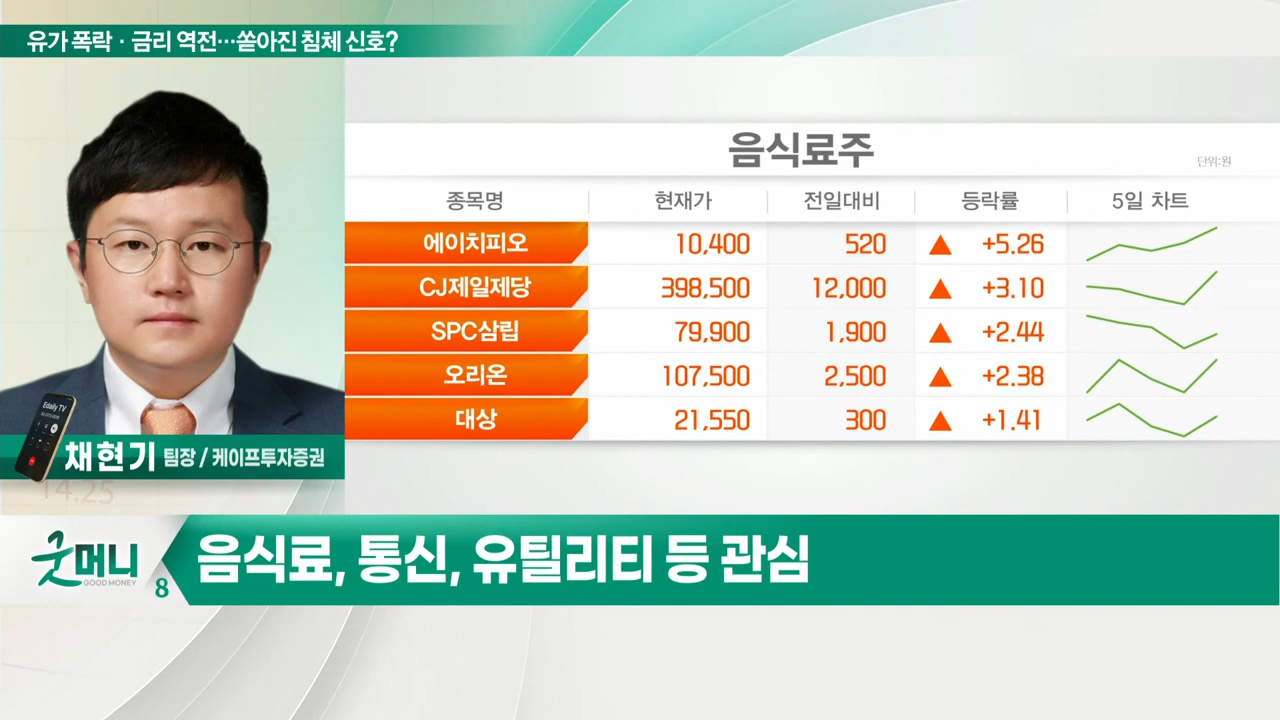 유가 폭락 · 금리 역전…쏟아진 침체 신호?
음식료주
단위:원
종목명 현재가 전일대비 등락률 5일 차트
에이치피오 10,400 520 ▲ +5.26
CJ제일제당 398,500 12,000 ▲ +3.10
SPC삼립 79,900 1,900 ▲ +2.44
오리온 107,500 2,500 ▲ +2.38
대상 21,550 300 ▲ +1.41
Edaily TV
채현기 팀장 / 케이프투자증권
14.25
굿머니
GOOD MONEY
8
음식료, 통신, 유틸리티 등 관심